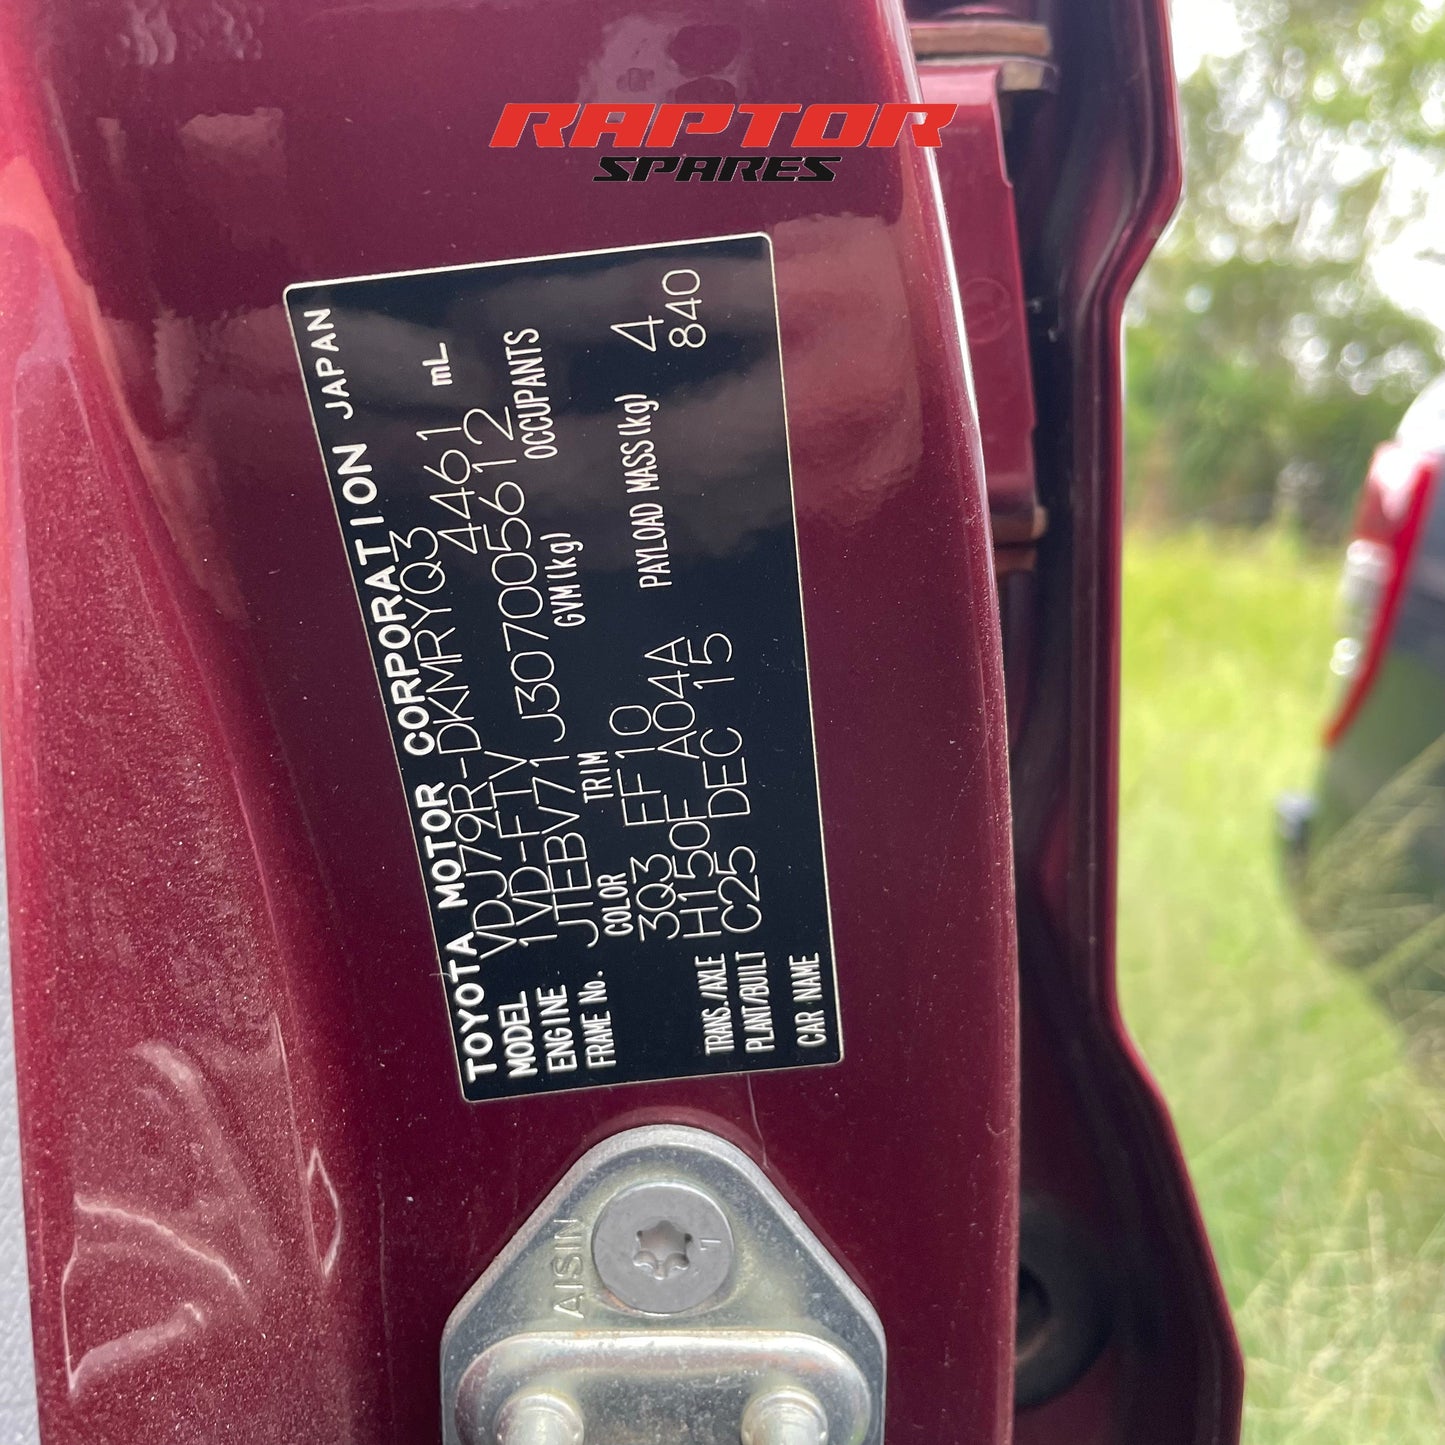 RAPTOR
SPARES
TOYOTA MOTOR CORPORATION JAPAN
MODEL VDJ79R-DKMRYQ3
ENGINE 1VD-FTV 4461 mL
FRAME No. JTEBV71J307005612
COLOR TRIM GVM(kg) OCCUPANTS
3Q3 FF10 4
H150F A04A PAYLOAD MASS(kg) 840
TRANS./AXLE
PLANT/BUILT C25 DEC 15
CAR NAME
AISIN
1